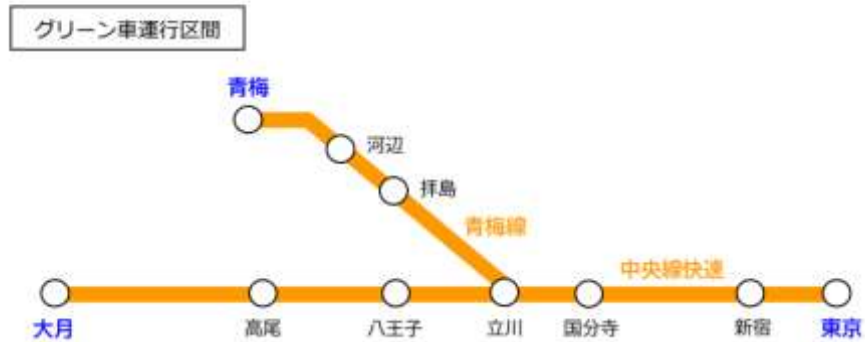 グリーン車運行区間
青梅
河辺
拝島
青梅線
中央線快速
大月
高尾
八王子
立川
国分寺
新宿
東京